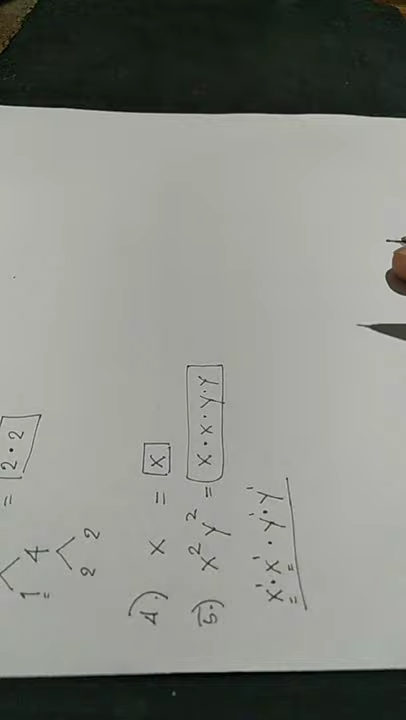 = 2 · 2
1 4
2 2
4.) x = x
5.) x² y² = x · x · y · y
x¹ · x¹ · y¹ · y¹